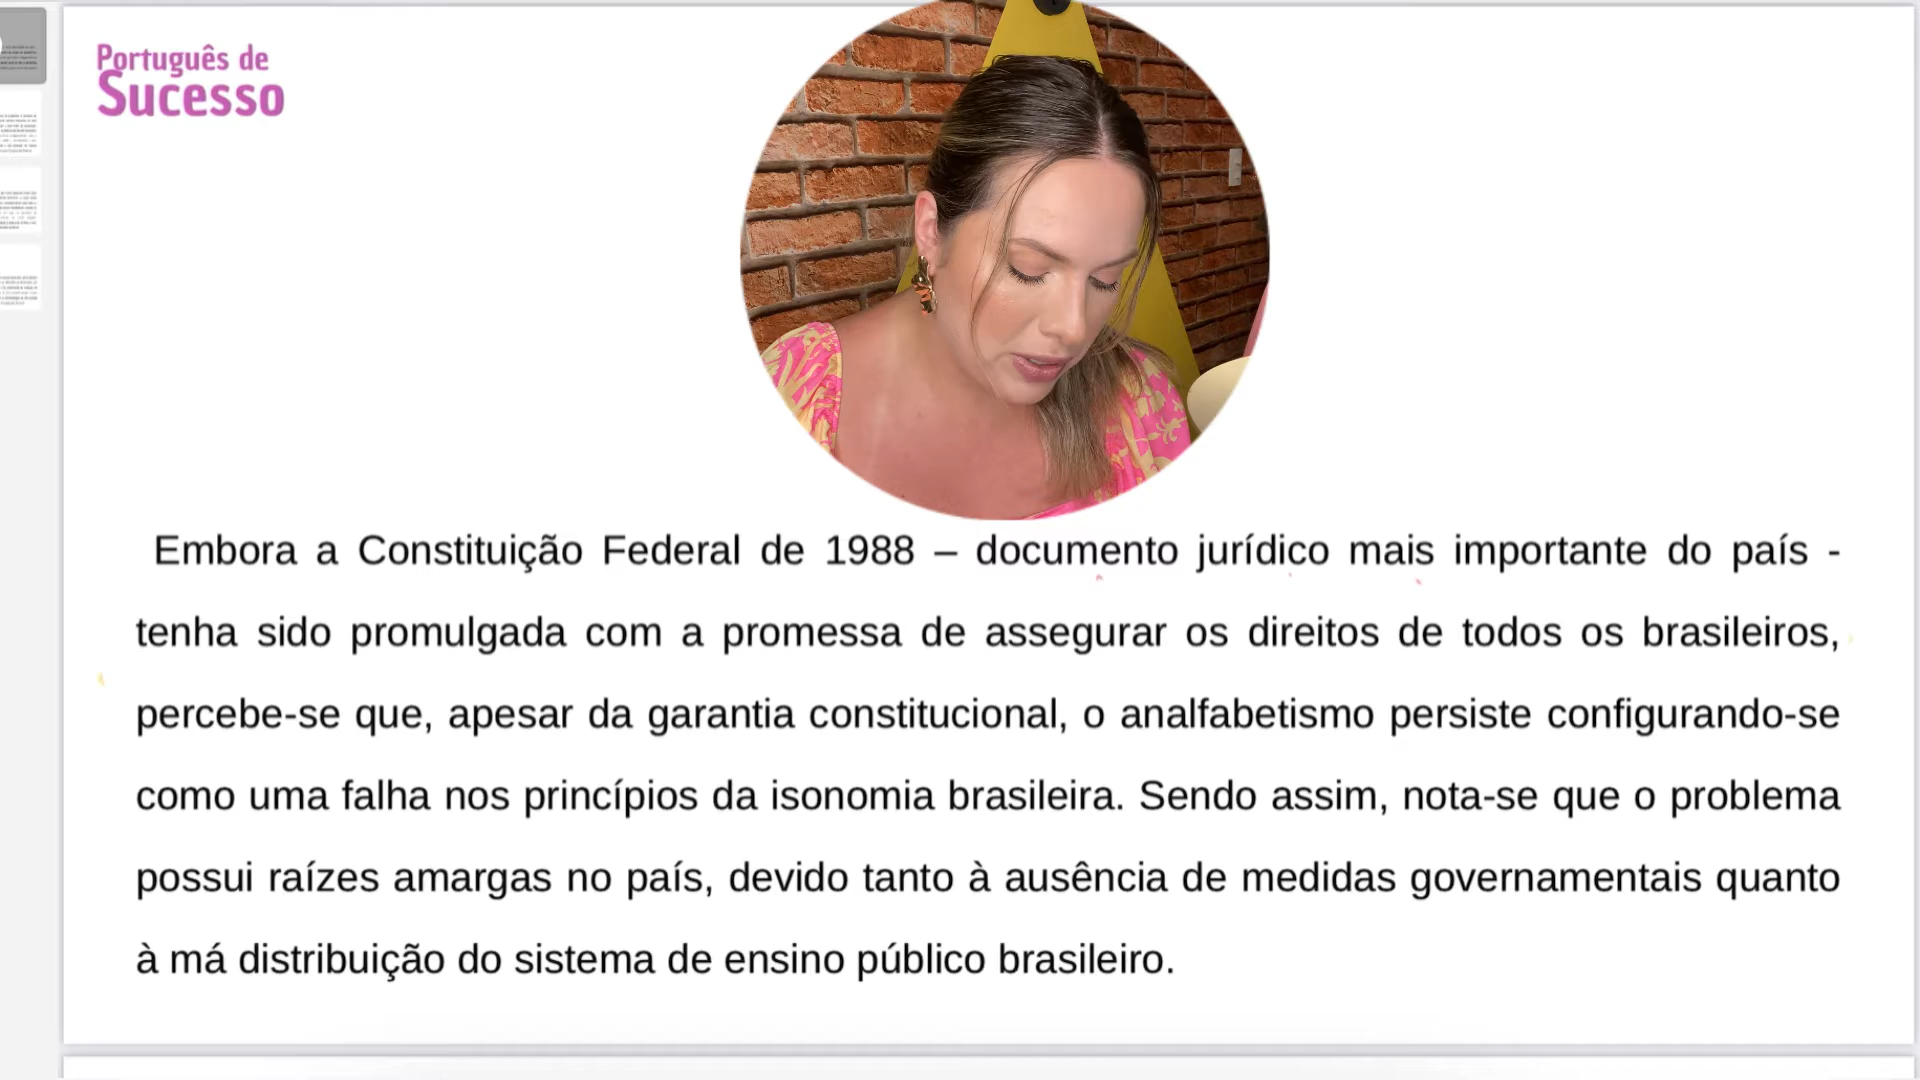 Português de
Sucesso
Embora a Constituição Federal de 1988 – documento jurídico mais importante do país -
tenha sido promulgada com a promessa de assegurar os direitos de todos os brasileiros,
percebe-se que, apesar da garantia constitucional, o analfabetismo persiste configurando-se
como uma falha nos princípios da isonomia brasileira. Sendo assim, nota-se que o problema
possui raízes amargas no país, devido tanto à ausência de medidas governamentais quanto
à má distribuição do sistema de ensino público brasileiro.